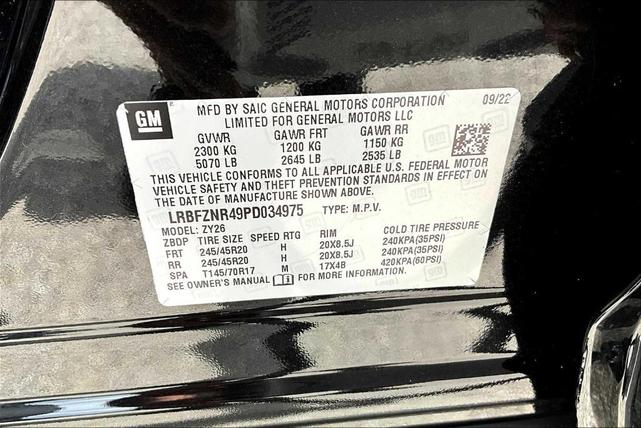 GM
MFD BY SAIC GENERAL MOTORS CORPORATION 09/22
LIMITED FOR GENERAL MOTORS LLC
GVWR GAWR FRT GAWR RR
2300 KG 1200 KG 1150 KG
5070 LB 2645 LB 2535 LB
THIS VEHICLE CONFORMS TO ALL APPLICABLE U.S. FEDERAL MOTOR
VEHICLE SAFETY AND THEFT PREVENTION STANDARDS IN EFFECT ON
THE DATE OF MANUFACTURE SHOWN ABOVE.
LRBFZNR49PD034975 TYPE: M.P.V.
MODEL: ZY26
ZBDP TIRE SIZE SPEED RTG RIM COLD TIRE PRESSURE
FRT 245/45R20 H 20X8.5J 240KPA(35PSI)
RR 245/45R20 H 20X8.5J 240KPA(35PSI)
SPA T145/70R17 M 17X4B 420KPA(60PSI)
SEE OWNER'S MANUAL FOR MORE INFORMATION.